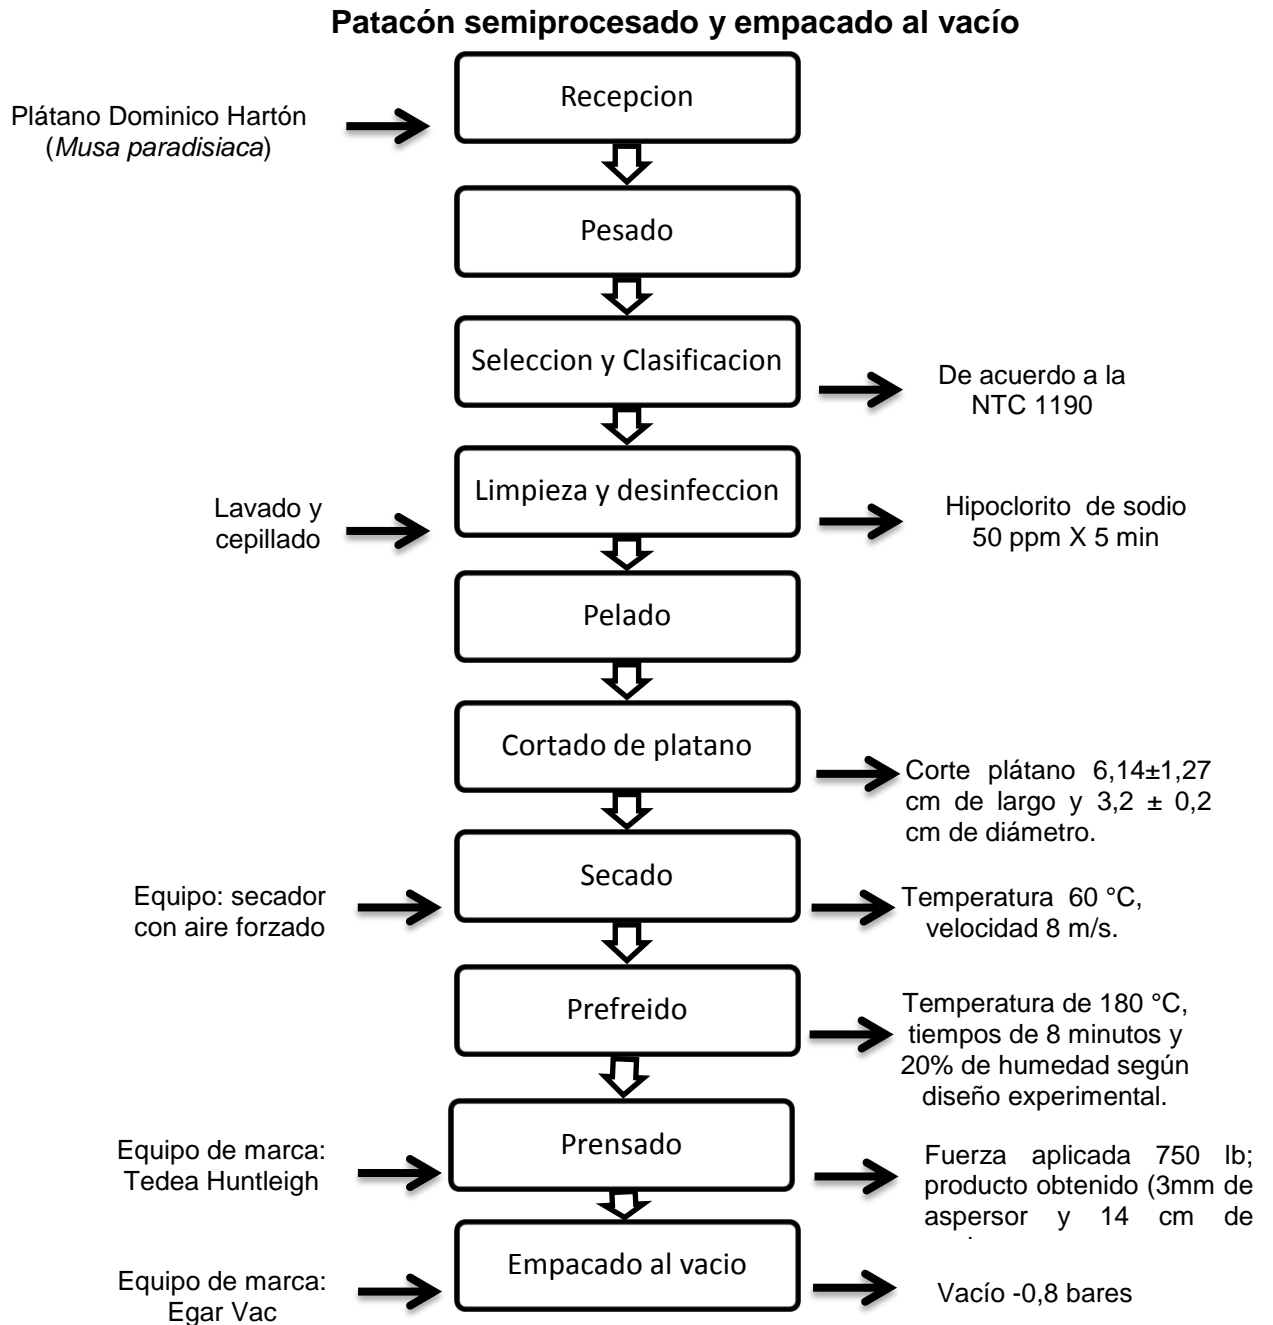 Patacón semiprocesado y empacado al vacío
Recepcion
Plátano Dominico Hartón
(Musa paradisiaca)
Pesado
Seleccion y Clasificacion
De acuerdo a la
NTC 1190
Limpieza y desinfeccion
Lavado y
cepillado
Hipoclorito de sodio
50 ppm X 5 min
Pelado
Cortado de platano
Corte plátano 6,14±1,27
cm de largo y 3,2 ± 0,2
cm de diámetro.
Secado
Equipo: secador
con aire forzado
Temperatura 60 °C,
velocidad 8 m/s.
Prefreido
Temperatura de 180 °C,
tiempos de 8 minutos y
20% de humedad según
diseño experimental.
Prensado
Equipo de marca:
Tedea Huntleigh
Fuerza aplicada 750 lb;
producto obtenido (3mm de
aspersor y 14 cm de
Empacado al vacio
Equipo de marca:
Egar Vac
Vacío -0,8 bares